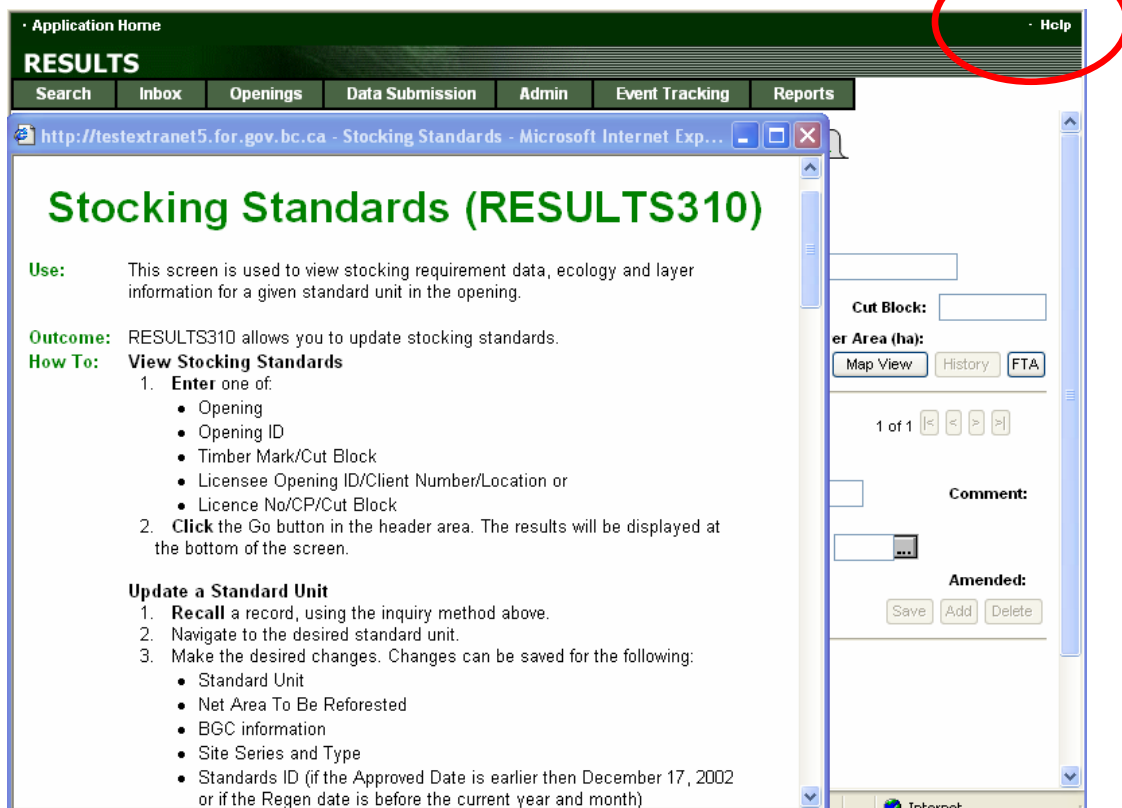 · Application Home · Help
RESULTS
Search Inbox Openings Data Submission Admin Event Tracking Reports
http://testextranet5.for.gov.bc.ca - Stocking Standards - Microsoft Internet Exp...
Stocking Standards (RESULTS310)
Use: This screen is used to view stocking requirement data, ecology and layer
information for a given standard unit in the opening.
Outcome: RESULTS310 allows you to update stocking standards.
How To: View Stocking Standards
1. Enter one of:
• Opening
• Opening ID
• Timber Mark/Cut Block
• Licensee Opening ID/Client Number/Location or
• Licence No/CP/Cut Block
2. Click the Go button in the header area. The results will be displayed at
the bottom of the screen.
Update a Standard Unit
1. Recall a record, using the inquiry method above.
2. Navigate to the desired standard unit.
3. Make the desired changes. Changes can be saved for the following:
• Standard Unit
• Net Area To Be Reforested
• BGC information
• Site Series and Type
• Standards ID (if the Approved Date is earlier then December 17, 2002
or if the Regen date is before the current year and month)
Cut Block:
er Area (ha):
Map View History FTA
1 of 1 |< < > >|
Comment:
...
Amended:
Save Add Delete
Internet